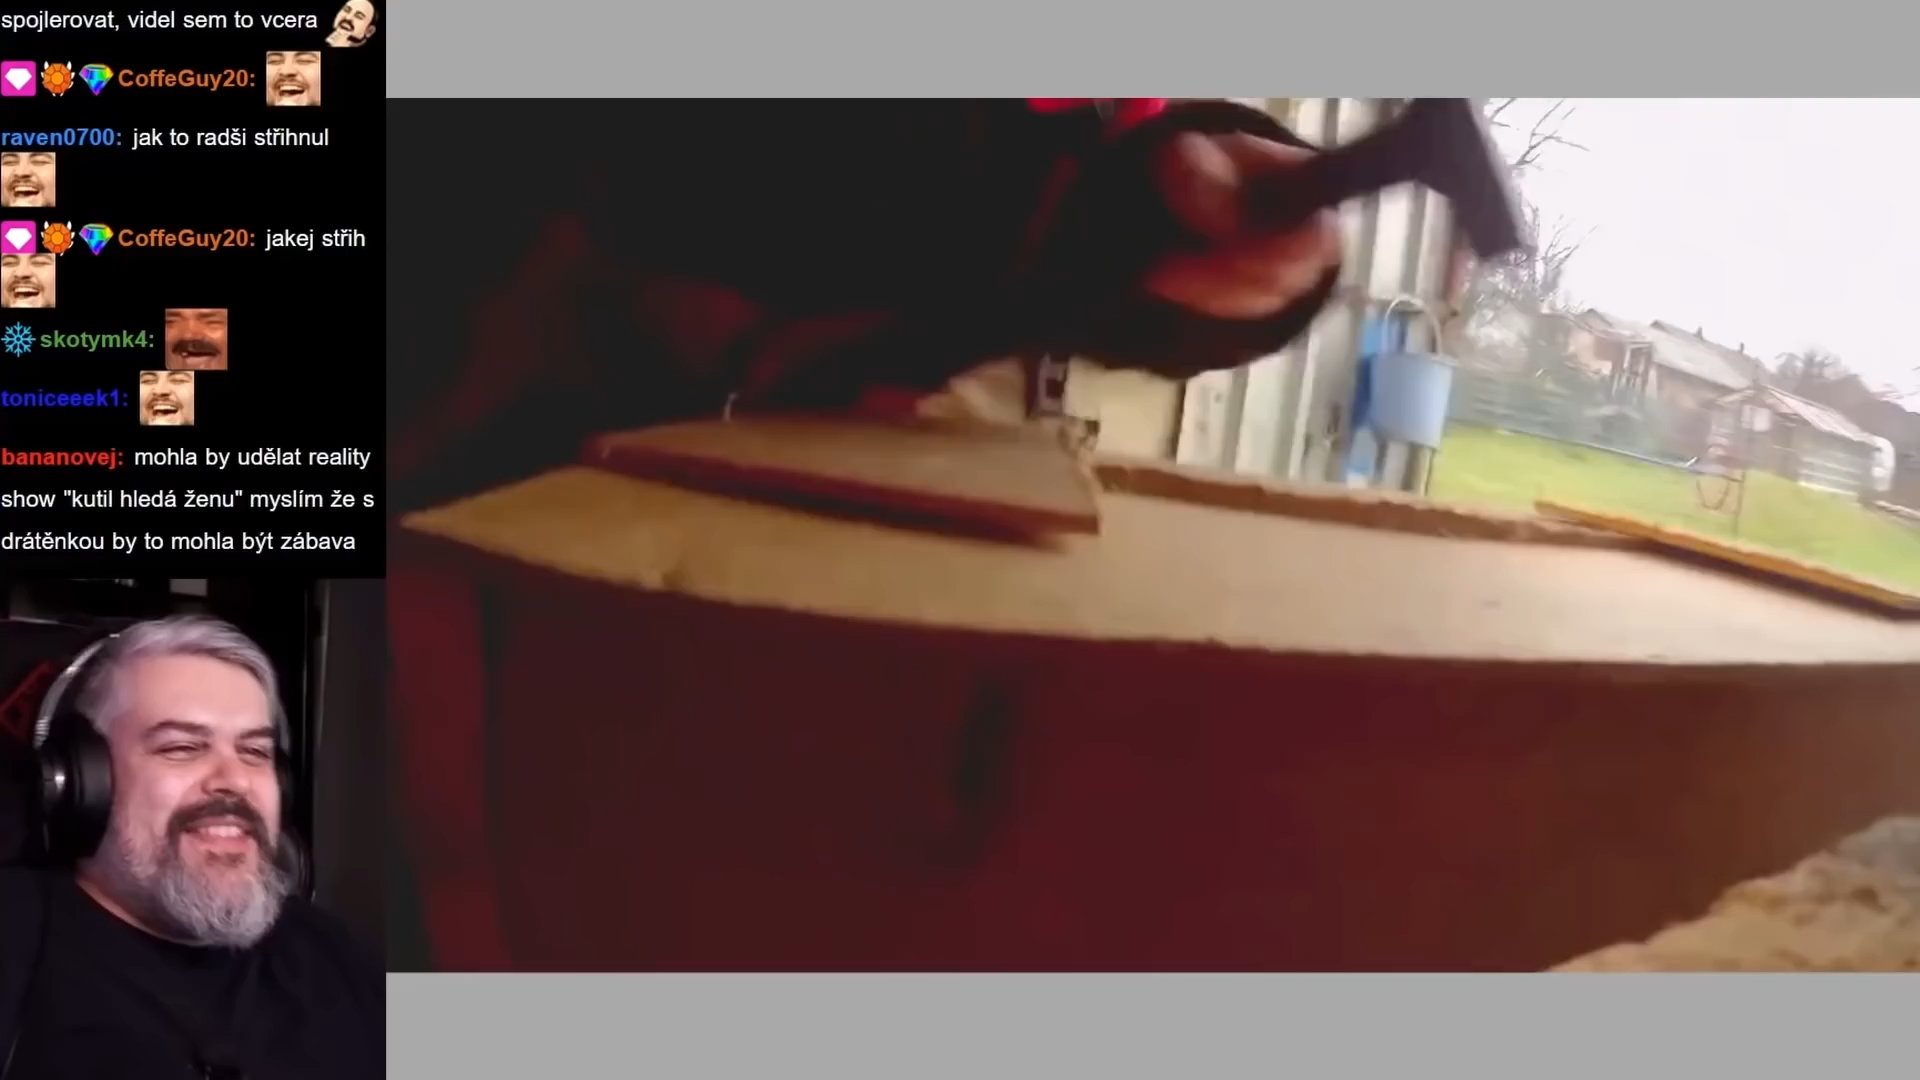 spojlerovat, videl sem to vcera
CoffeGuy20:
raven0700: jak to radši střihnul
CoffeGuy20: jakej střih
skotymk4:
toniceeek1:
bananovej: mohla by udělat reality
show "kutil hledá ženu" myslím že s
drátěnkou by to mohla být zábava